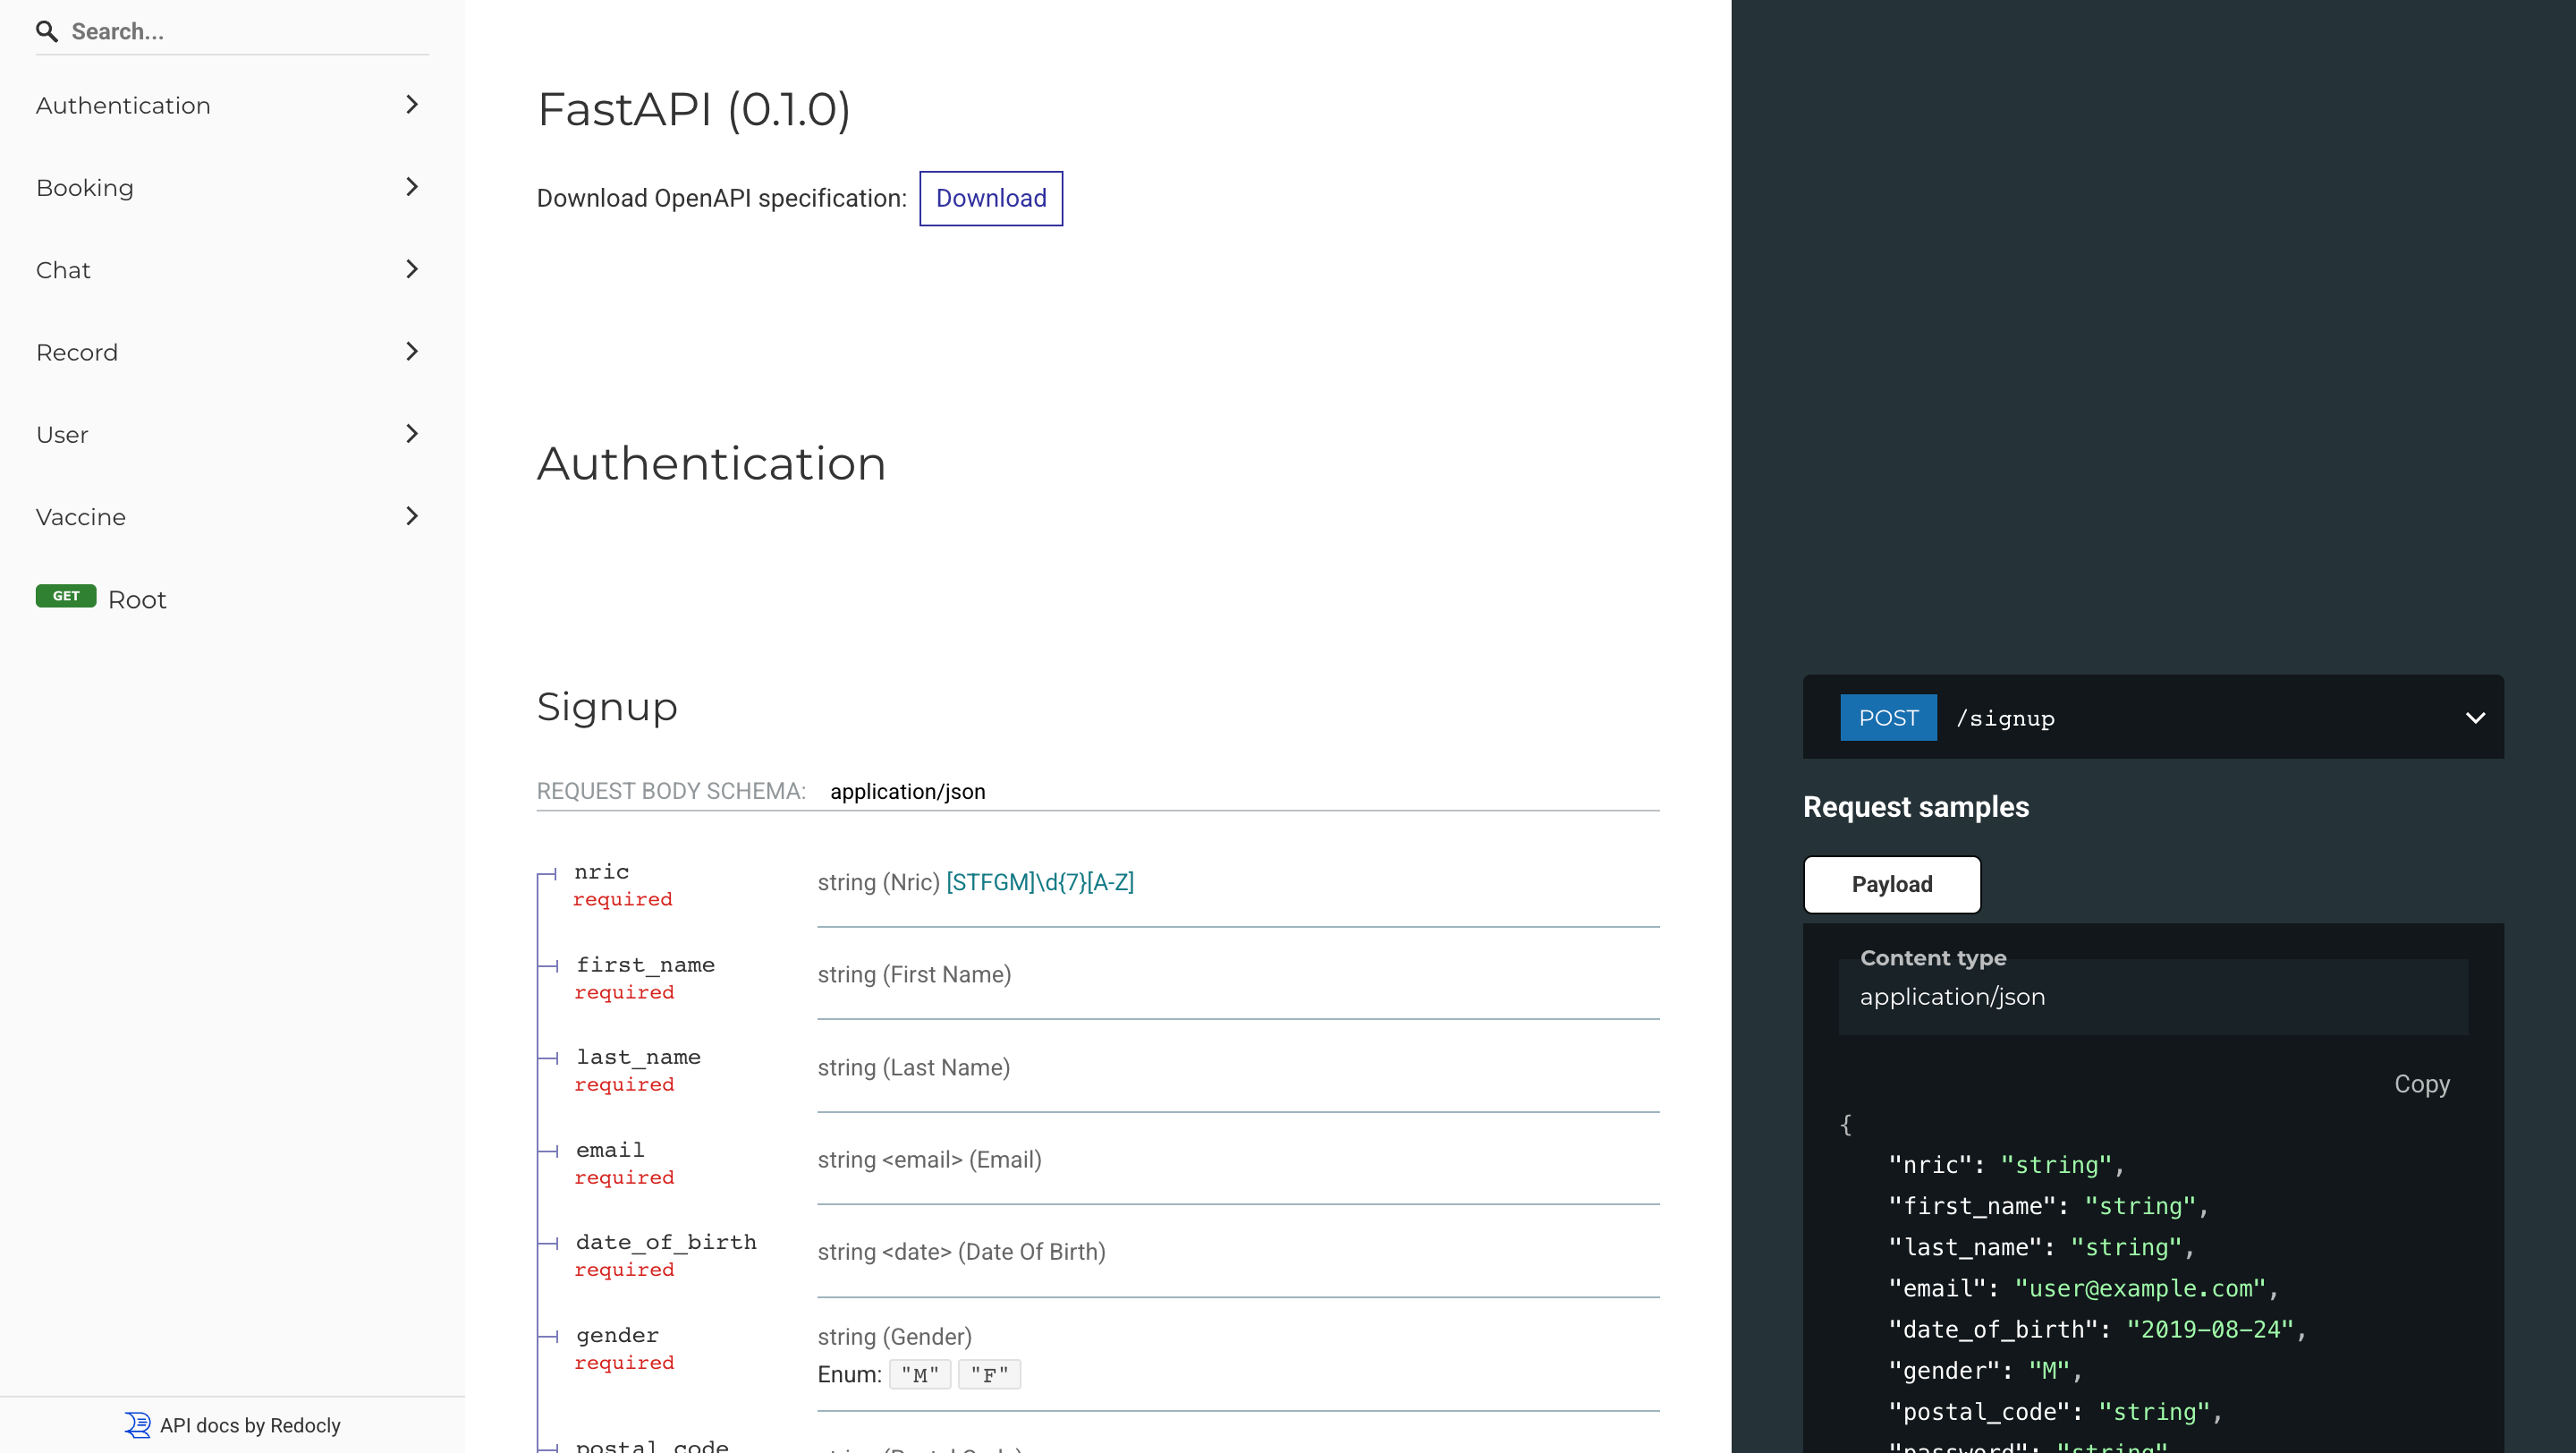 Search...
Authentication
Booking
Chat
Record
User
Vaccine
GET Root
API docs by Redocly
FastAPI (0.1.0)
Download OpenAPI specification: Download
Authentication
Signup
REQUEST BODY SCHEMA: application/json
nric
required
string (Nric) [STFGM]\d{7}[A-Z]
first_name
required
string (First Name)
last_name
required
string (Last Name)
email
required
string <email> (Email)
date_of_birth
required
string <date> (Date Of Birth)
gender
required
string (Gender)
Enum: "M" "F"
postal_code
string (Postal Code)
POST /signup
Request samples
Payload
Content type
application/json
Copy
{
"nric": "string",
"first_name": "string",
"last_name": "string",
"email": "user@example.com",
"date_of_birth": "2019-08-24",
"gender": "M",
"postal_code": "string",
"password": "string"